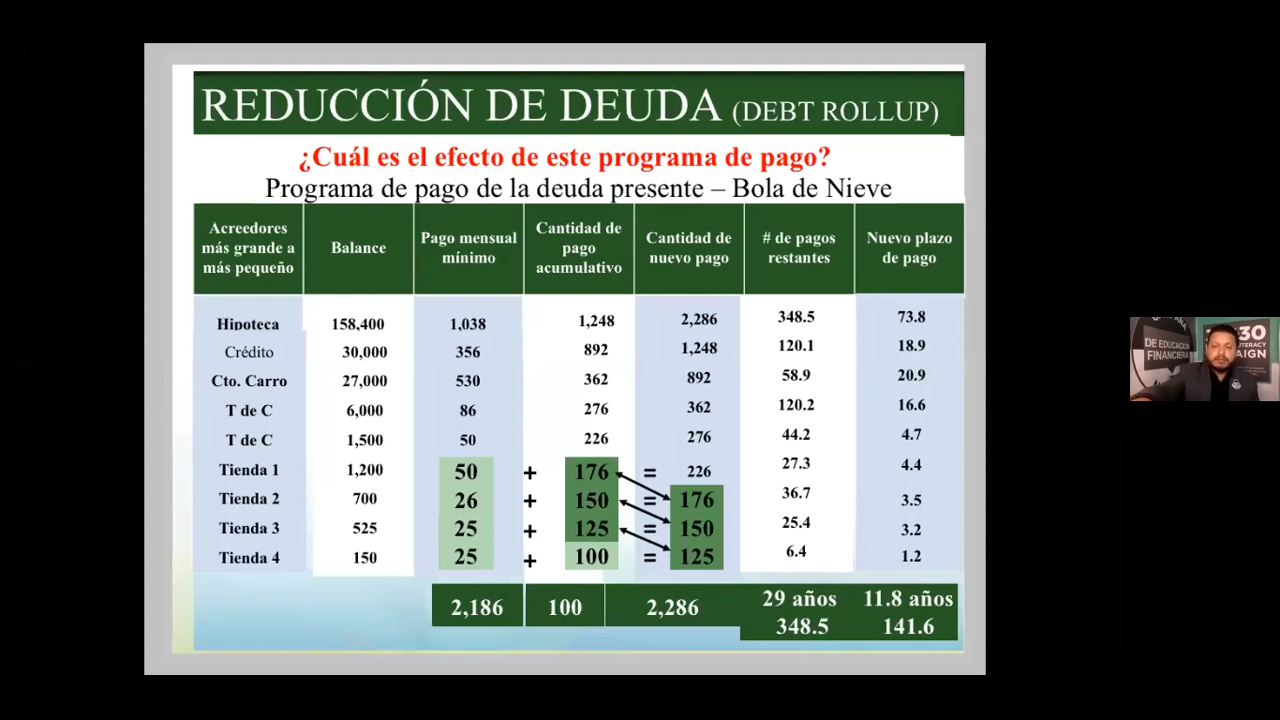 REDUCCIÓN DE DEUDA (DEBT ROLLUP)
¿Cuál es el efecto de este programa de pago?
Programa de pago de la deuda presente – Bola de Nieve
Acreedores más grande a más pequeño Balance Pago mensual mínimo Cantidad de pago acumulativo Cantidad de nuevo pago # de pagos restantes Nuevo plazo de pago
Hipoteca 158,400 1,038 1,248 2,286 348.5 73.8
Crédito 30,000 356 892 1,248 120.1 18.9
Cto. Carro 27,000 530 362 892 58.9 20.9
T de C 6,000 86 276 362 120.2 16.6
T de C 1,500 50 226 276 44.2 4.7
Tienda 1 1,200 50 + 176 = 226 27.3 4.4
Tienda 2 700 26 + 150 = 176 36.7 3.5
Tienda 3 525 25 + 125 = 150 25.4 3.2
Tienda 4 150 25 + 100 = 125 6.4 1.2
2,186 100 2,286 29 años 11.8 años
348.5 141.6
DE EDUCACIÓN
FINANCIERA